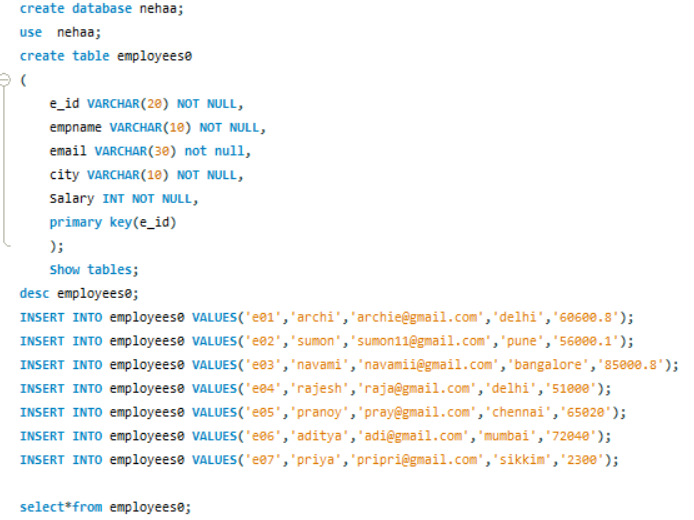 create database nehaa;
use  nehaa;
create table employees0
(
e_id VARCHAR(20) NOT NULL,
empname VARCHAR(10) NOT NULL,
email VARCHAR(30) not null,
city VARCHAR(10) NOT NULL,
Salary INT NOT NULL,
primary key(e_id)
);
Show tables;
desc employees0;
INSERT INTO employees0 VALUES('e01','archi','archie@gmail.com','delhi','60600.8');
INSERT INTO employees0 VALUES('e02','sumon','sumon11@gmail.com','pune','56000.1');
INSERT INTO employees0 VALUES('e03','navami','navamii@gmail.com','bangalore','85000.8');
INSERT INTO employees0 VALUES('e04','rajesh','raja@gmail.com','delhi','51000');
INSERT INTO employees0 VALUES('e05','pranoy','pray@gmail.com','chennai','65020');
INSERT INTO employees0 VALUES('e06','aditya','adi@gmail.com','mumbai','72040');
INSERT INTO employees0 VALUES('e07','priya','pripri@gmail.com','sikkim','2300');
select*from employees0;